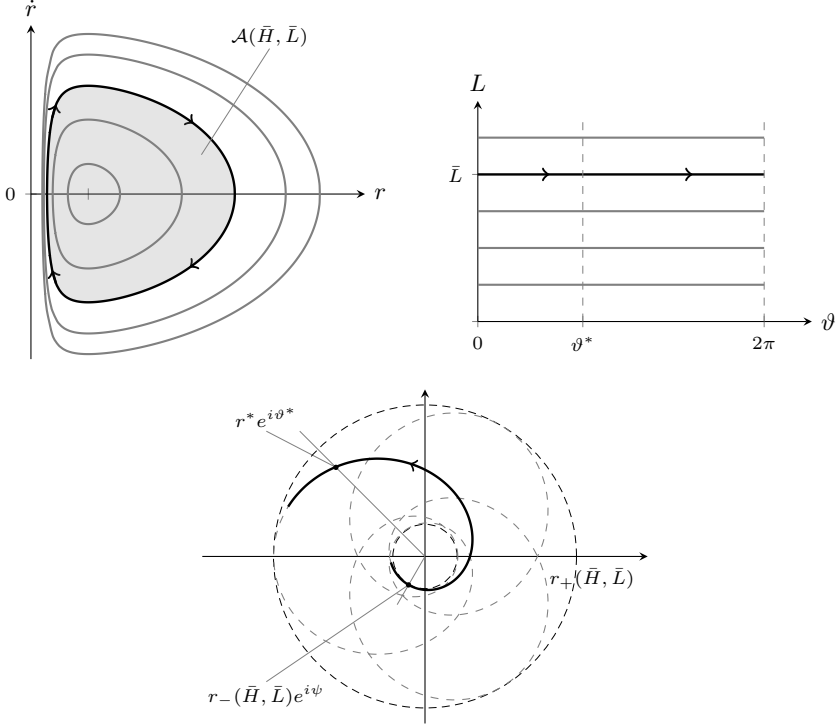 ṙ
𝒜(H̄, L̄)
0
r
L
L̄
0
ϑ*
2π
ϑ
r*e^{iϑ*}
r₊(H̄, L̄)
r₋(H̄, L̄)e^{iψ}